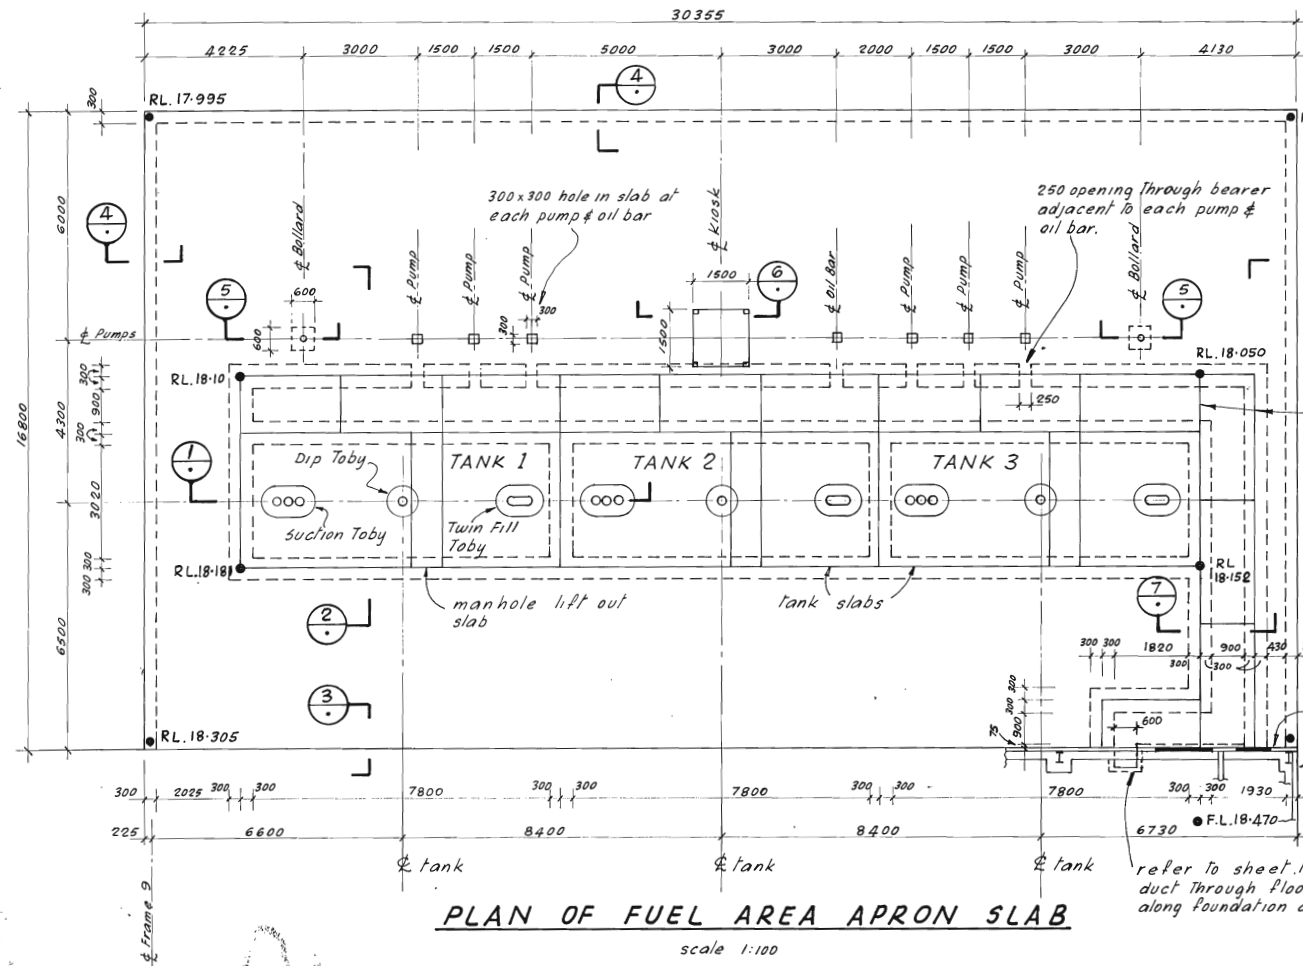 30355
4225 3000 1500 1500 5000 3000 2000 1500 1500 3000 4130
300
RL. 17·995
4
6000
4
℄ Bollard
300 x 300 hole in slab at
each pump & oil bar
℄ Kiosk
250 opening Through bearer
adjacent To each pump &
oil bar.
℄ Pump
℄ Pump
℄ Pump
℄ Oil Bar
℄ Pump
℄ Pump
℄ Pump
℄ Bollard
5
600
600
300
300
1500
1500
6
5
℄ Pumps
RL. 18·050
RL. 18·10
300
900
300
4300
16800
250
1
Dip Toby
TANK 1
TANK 2
TANK 3
3020
Suction Toby
Twin Fill
Toby
300
300
RL. 18·181
RL
18·152
2
manhole lift out
slab
tank slabs
7
6500
300 300 1820 300 900 300 430
3
300
300
900
75
600
RL. 18·305
300 2025 300 300 7800 300 300 7800 300 300 7800 300 300 1930
225 6600 8400 8400 6730
F.L. 18·470
℄ tank
℄ tank
℄ tank
refer To sheet
duct Through floo
along foundation
℄ Frame 9
PLAN OF FUEL AREA APRON SLAB
scale 1:100